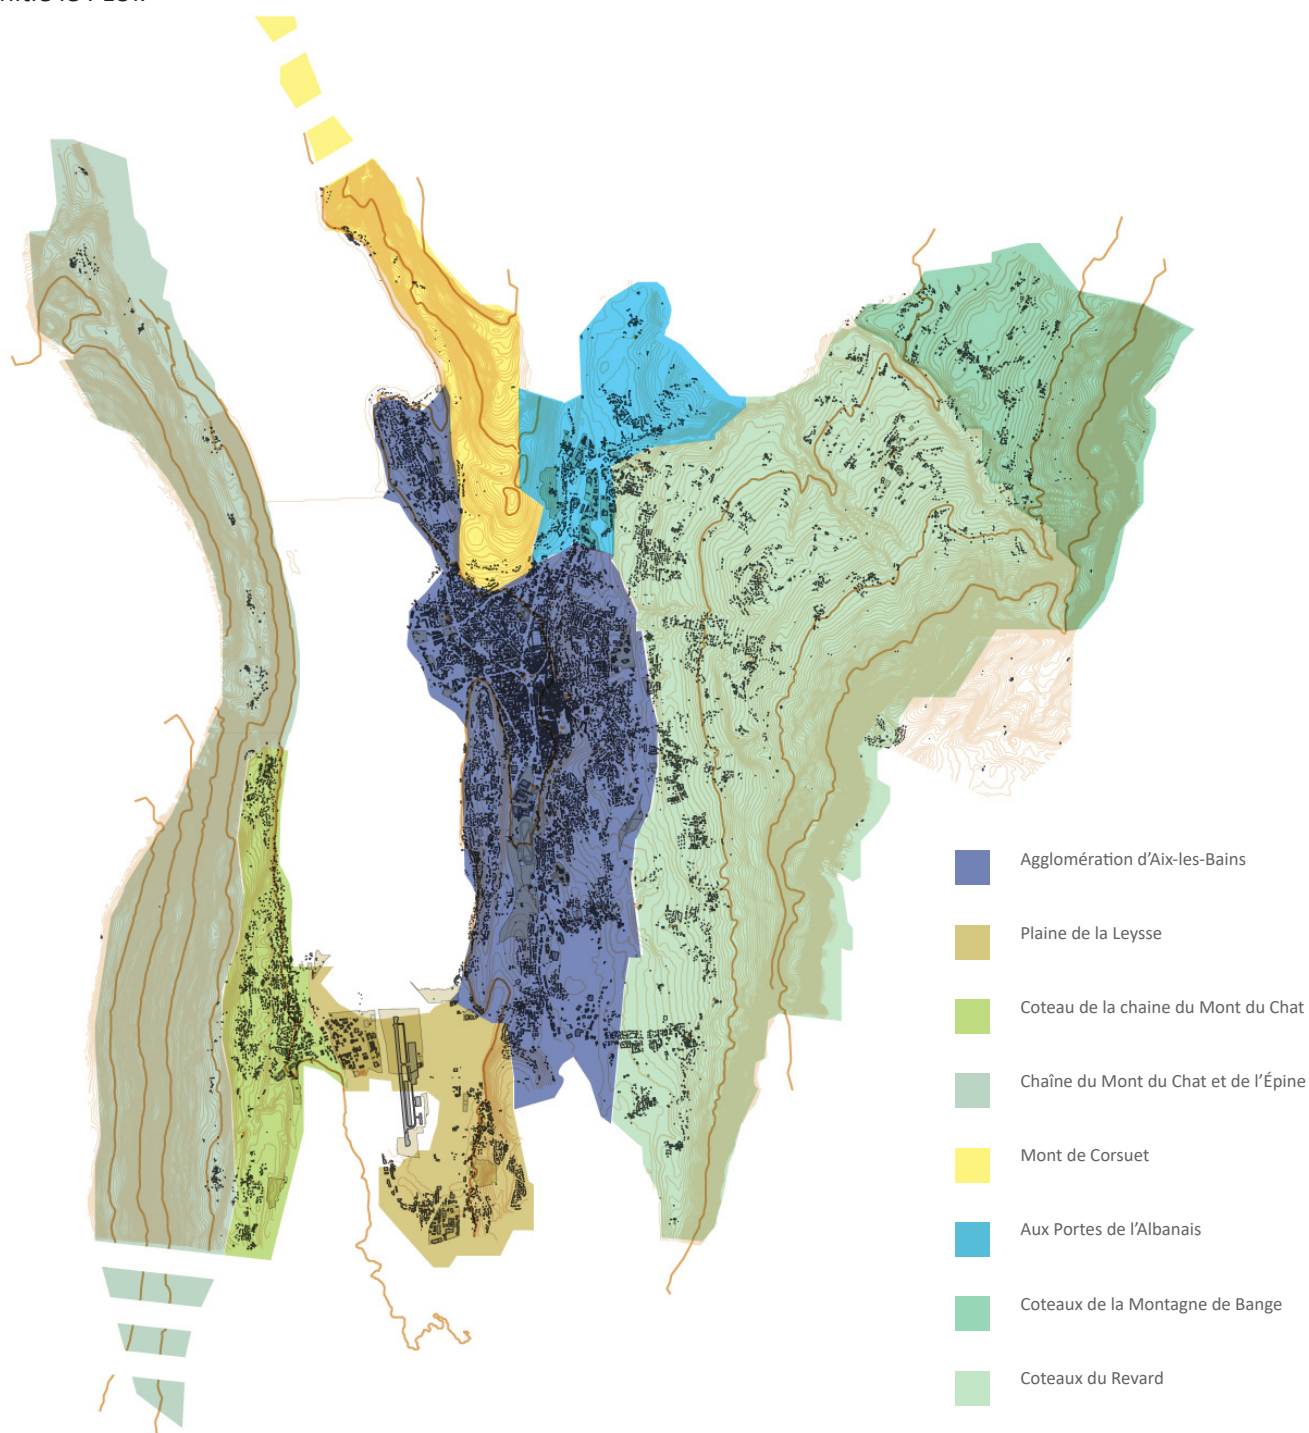 Agglomération d’Aix-les-Bains
Plaine de la Leysse
Coteau de la chaine du Mont du Chat
Chaîne du Mont du Chat et de l’Épine
Mont de Corsuet
Aux Portes de l’Albanais
Coteaux de la Montagne de Bange
Coteaux du Revard